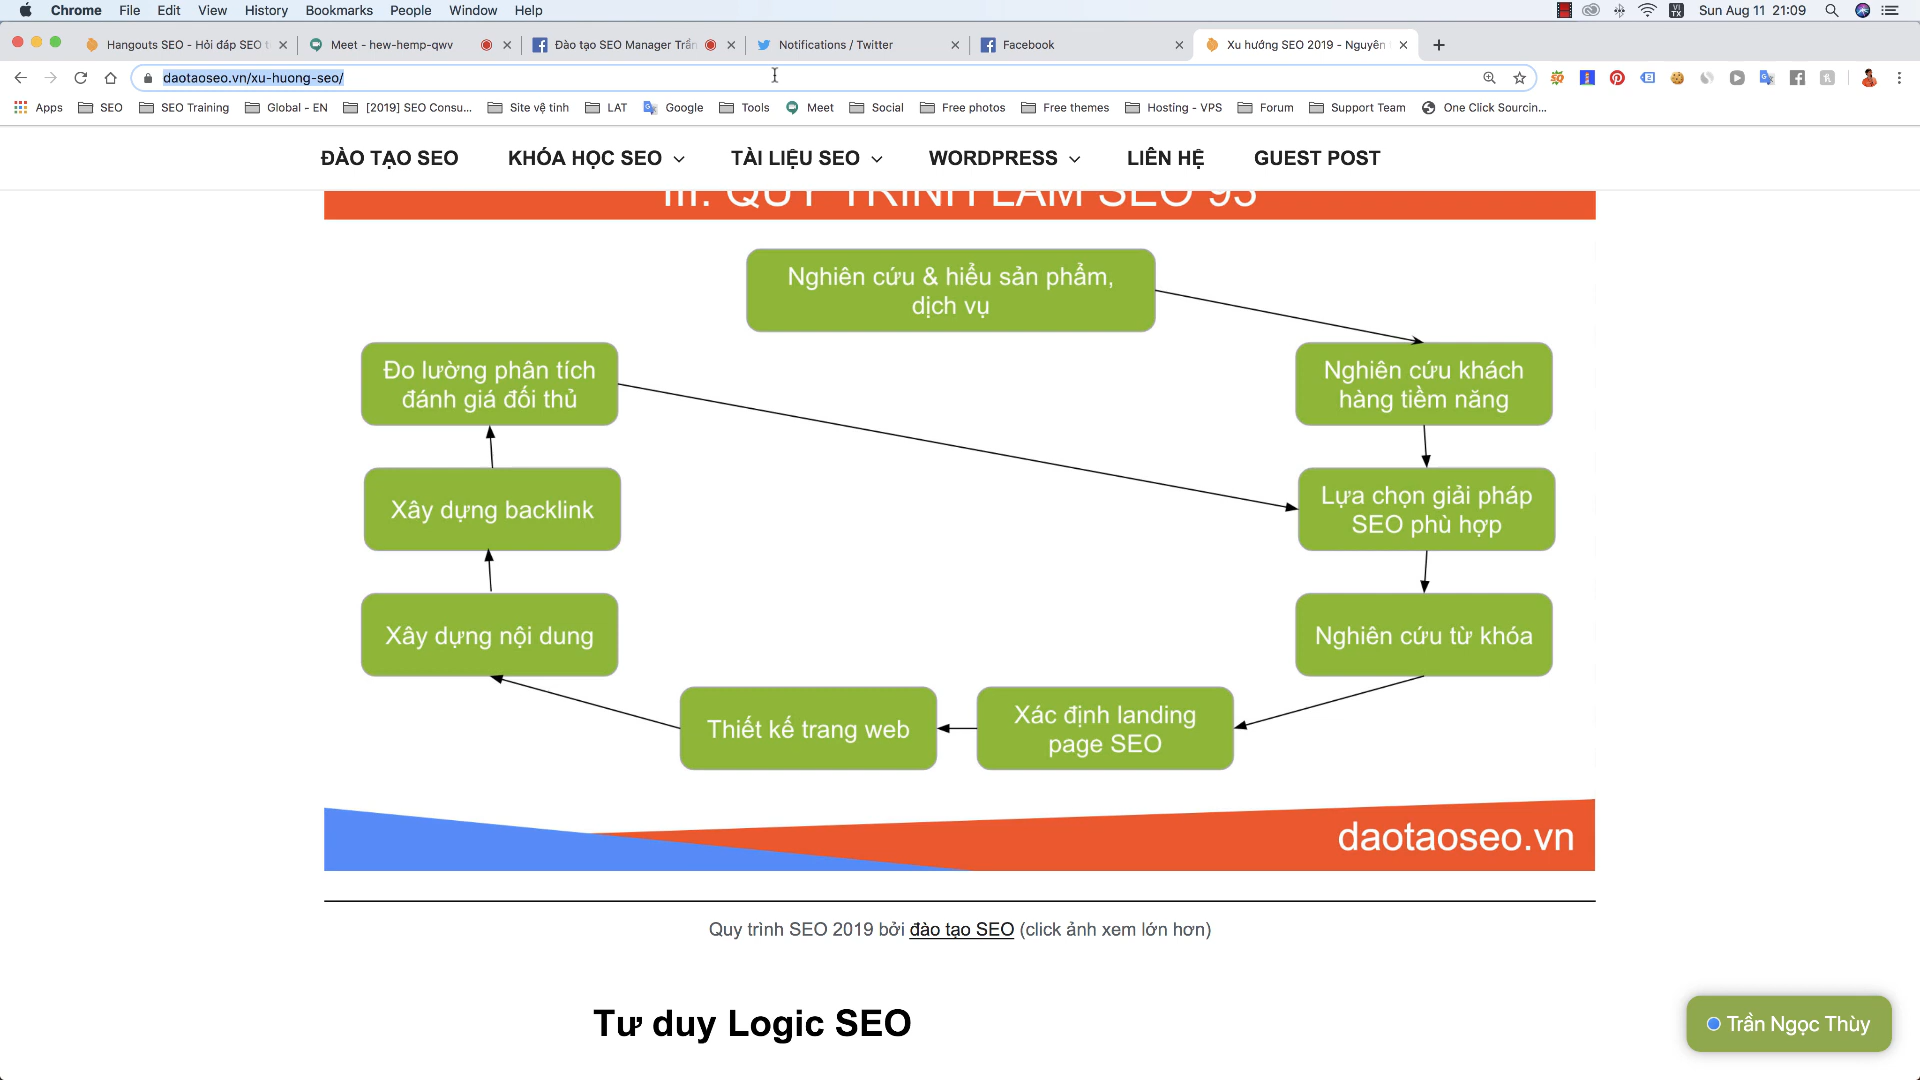 Chrome File Edit View History Bookmarks People Window Help
Sun Aug 11 21:09
Hangouts SEO - Hỏi đáp SEO t
Meet - hew-hemp-qwv
Đào tạo SEO Manager Trần
Notifications / Twitter
Facebook
Xu hướng SEO 2019 - Nguyên
daotaoseo.vn/xu-huong-seo/
Apps SEO SEO Training Global - EN [2019] SEO Consu... Site vệ tinh LAT Google Tools Meet Social Free photos Free themes Hosting - VPS Forum Support Team One Click Sourcin...
ĐÀO TẠO SEO KHÓA HỌC SEO TÀI LIỆU SEO WORDPRESS LIÊN HỆ GUEST POST
III. QUY TRÌNH LÀM SEO 93
Nghiên cứu & hiểu sản phẩm,
dịch vụ
Đo lường phân tích
đánh giá đối thủ
Nghiên cứu khách
hàng tiềm năng
Xây dựng backlink
Lựa chọn giải pháp
SEO phù hợp
Xây dựng nội dung
Nghiên cứu từ khóa
Thiết kế trang web
Xác định landing
page SEO
daotaoseo.vn
Quy trình SEO 2019 bởi đào tạo SEO (click ảnh xem lớn hơn)
Tư duy Logic SEO
Trần Ngọc Thùy